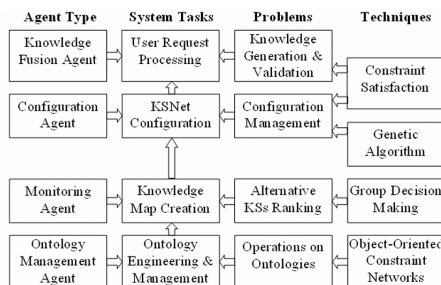 Agent Type System Tasks Problems Techniques
Knowledge
Fusion Agent
User Request
Processing
Knowledge
Generation &
Validation
Constraint
Satisfaction
Configuration
Agent
KSNet
Configuration
Configuration
Management
Genetic
Algorithm
Monitoring
Agent
Knowledge
Map Creation
Alternative
KSs Ranking
Group Decision
Making
Ontology
Management
Agent
Ontology
Engineering &
Management
Operations on
Ontologies
Object-Oriented
Constraint
Networks